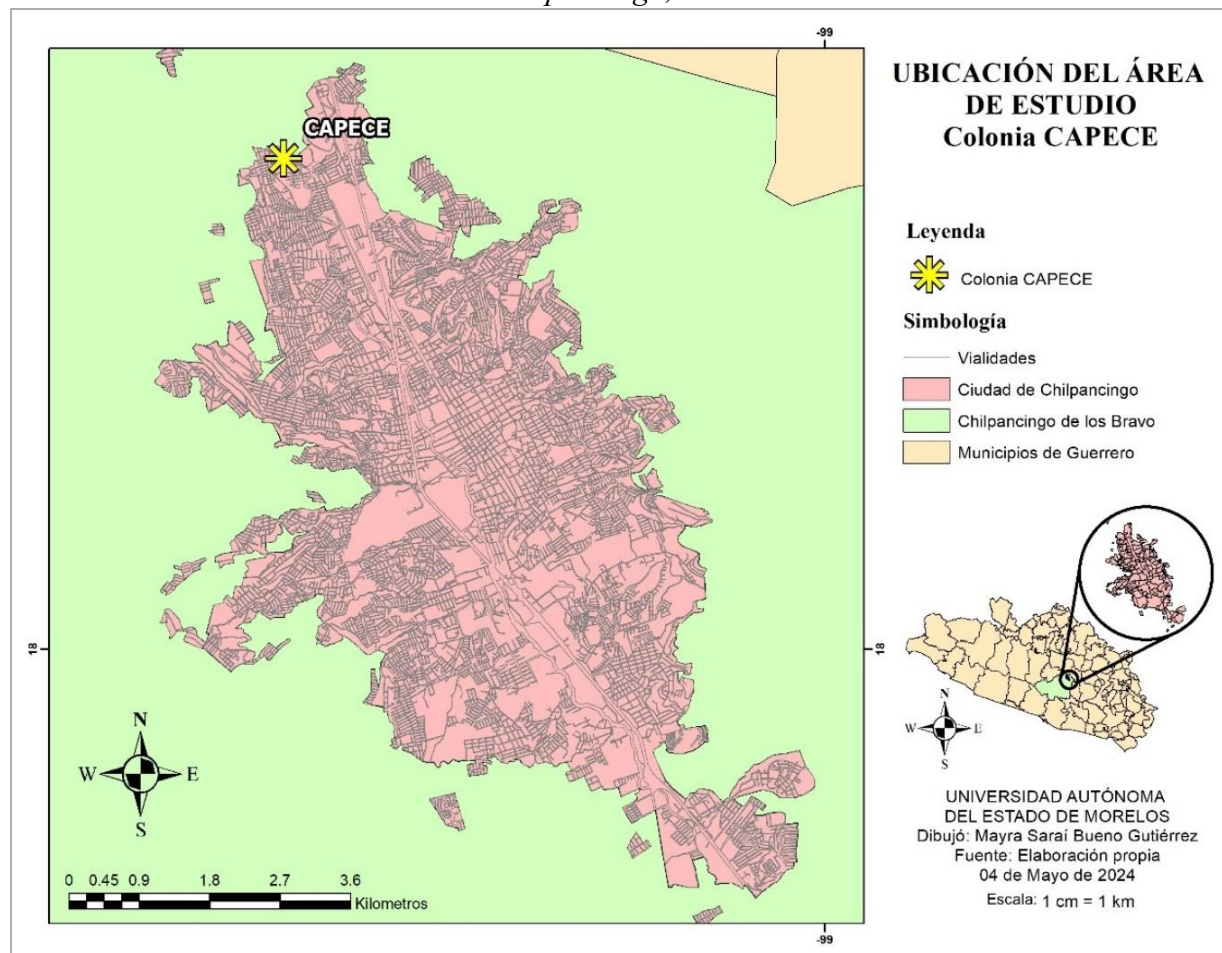 -99
UBICACIÓN DEL ÁREA
DE ESTUDIO
Colonia CAPECE
CAPECE
Leyenda
Colonia CAPECE
Simbología
Vialidades
Ciudad de Chilpancingo
Chilpancingo de los Bravo
Municipios de Guerrero
18
18
N
W E
S
N
W E
S
0 0.45 0.9 1.8 2.7 3.6
Kilometros
UNIVERSIDAD AUTÓNOMA
DEL ESTADO DE MORELOS
Dibujó: Mayra Saraí Bueno Gutiérrez
Fuente: Elaboración propia
04 de Mayo de 2024
Escala: 1 cm = 1 km
-99